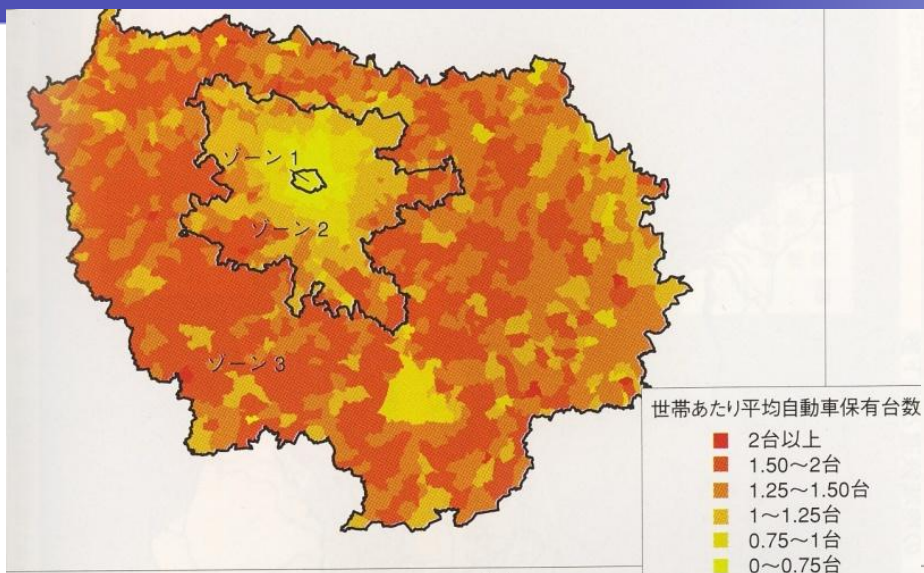 ゾーン1
ゾーン2
ゾーン3
世帯あたり平均自動車保有台数
2台以上
1.50～2台
1.25～1.50台
1～1.25台
0.75～1台
0～0.75台